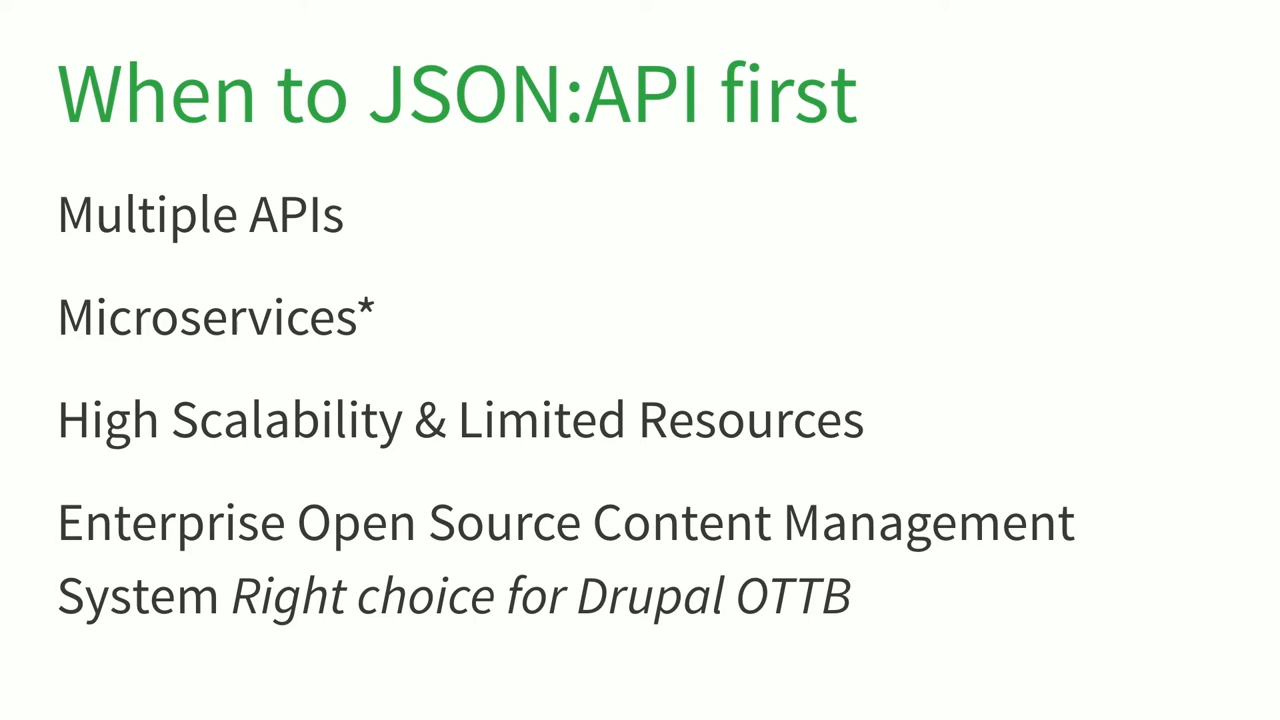 When to JSON:API first
Multiple APIs
Microservices*
High Scalability & Limited Resources
Enterprise Open Source Content Management
System Right choice for Drupal OTTB